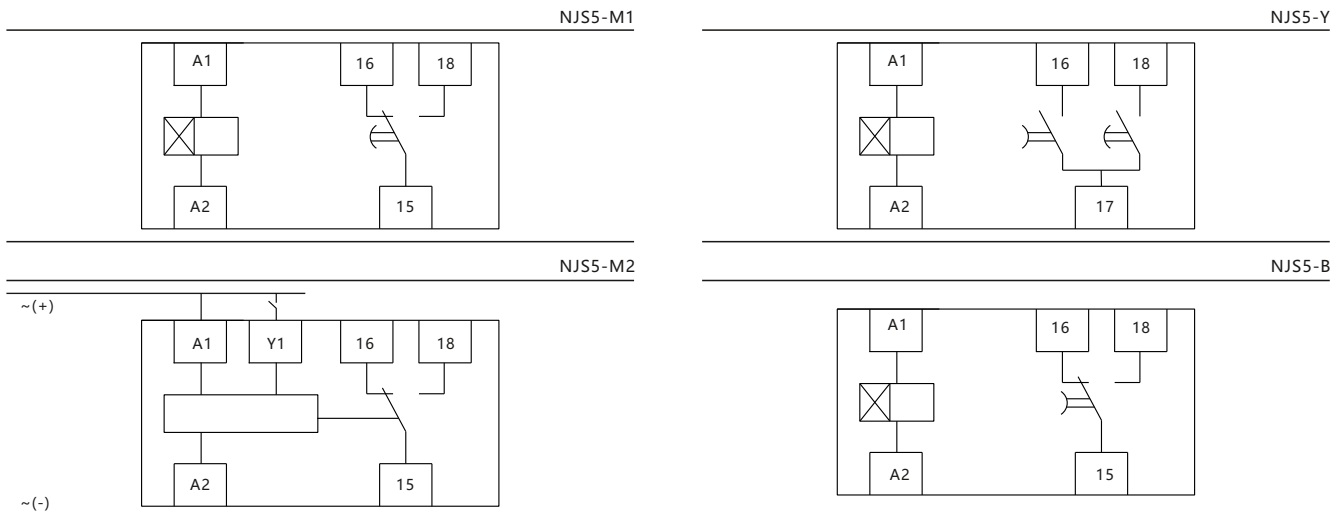 NJS5-M1
A1
16
18
A2
15
NJS5-Y
A1
16
18
A2
17
NJS5-M2
~(+)
A1
Y1
16
18
A2
15
~(-)
NJS5-B
A1
16
18
A2
15